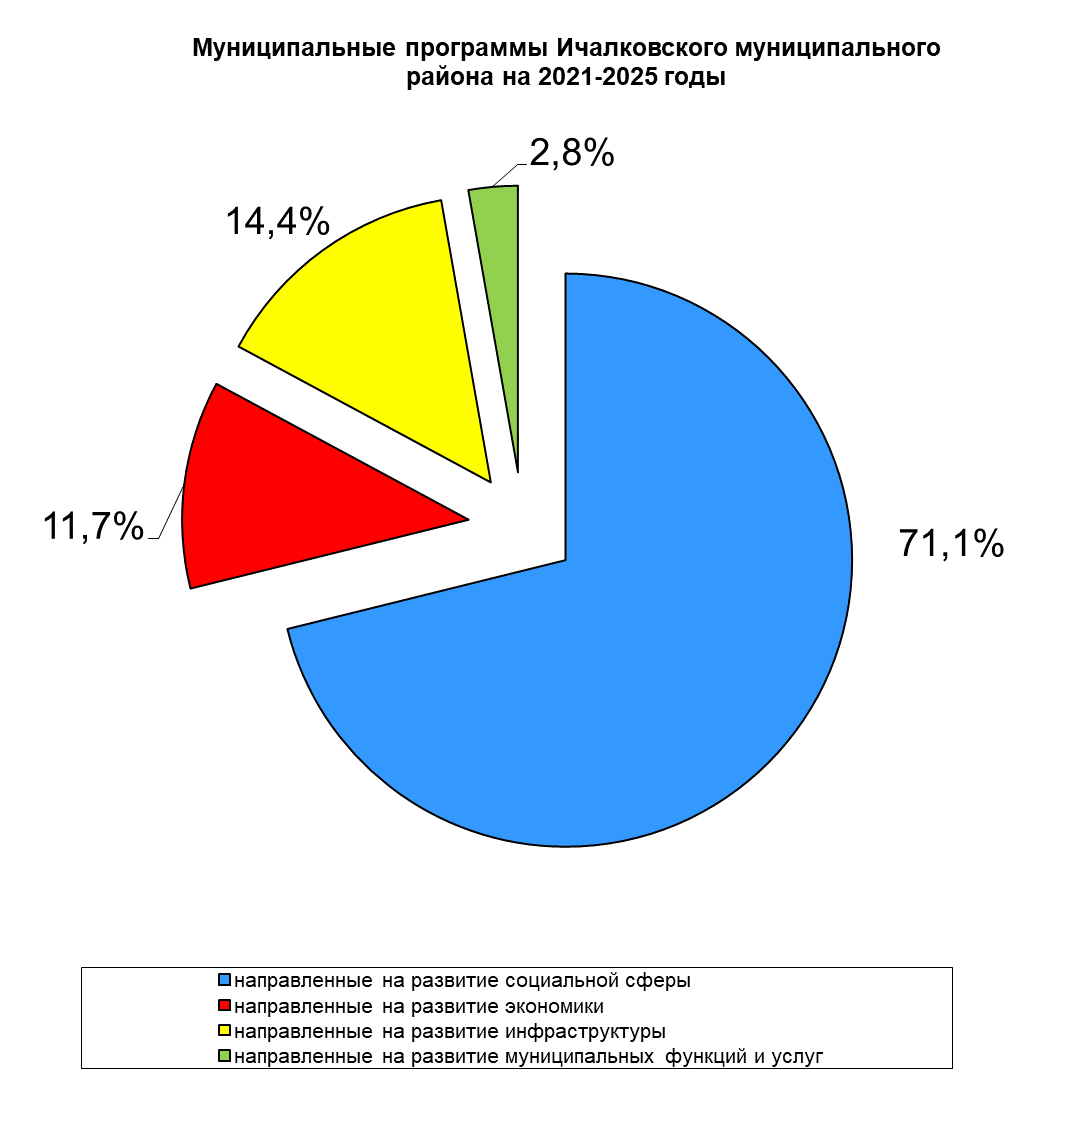 Муниципальные программы Ичалковского муниципального
района на 2021-2025 годы
2,8%
14,4%
11,7%
71,1%
направленные на развитие социальной сферы
направленные на развитие экономики
направленные на развитие инфраструктуры
направленные на развитие муниципальных функций и услуг